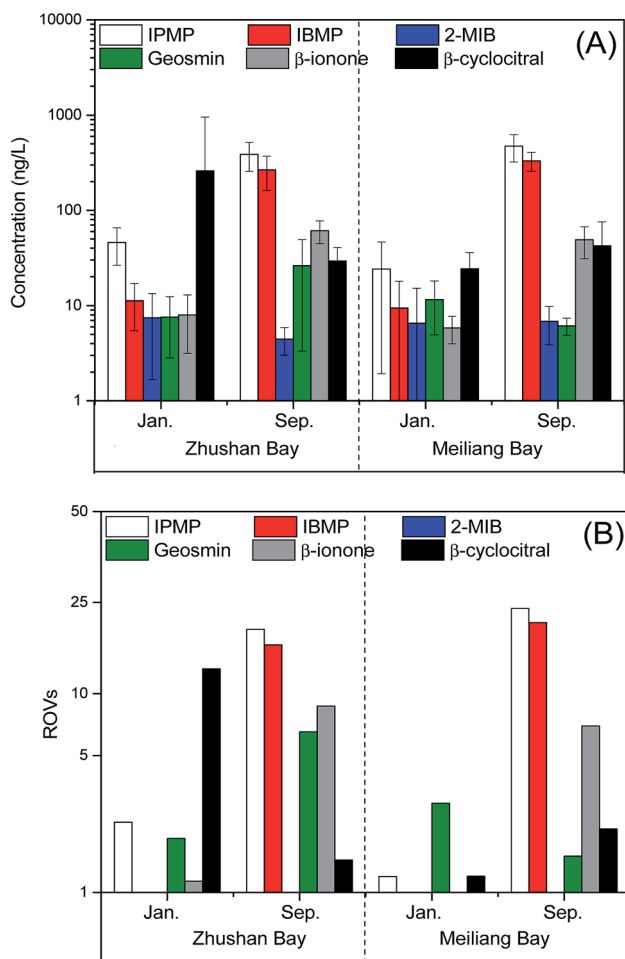 10000
1000
100
10
1
Concentration (ng/L)
IPMP IBMP 2-MIB
Geosmin β-ionone β-cyclocitral
(A)
Jan. Sep. Jan. Sep.
Zhushan Bay Meiliang Bay
50
25
10
5
1
ROVs
IPMP IBMP 2-MIB
Geosmin β-ionone β-cyclocitral
(B)
Jan. Sep. Jan. Sep.
Zhushan Bay Meiliang Bay